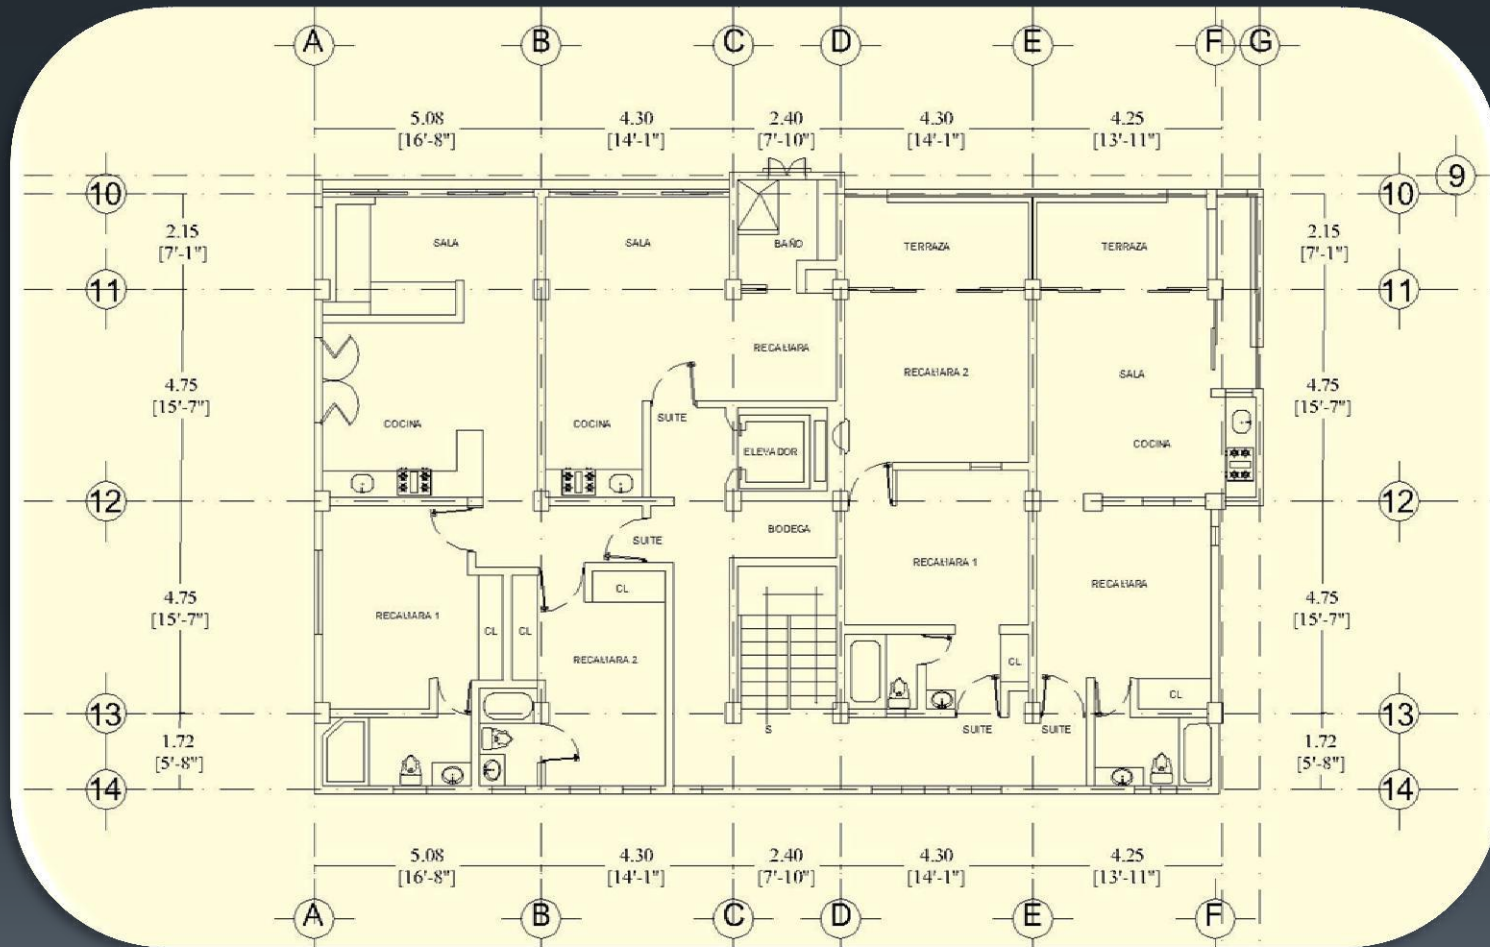 A B C D E F G
5.08 4.30 2.40 4.30 4.25
[16'-8"] [14'-1"] [7'-10"] [14'-1"] [13'-11"]
9
10 10
2.15 2.15
[7'-1"] [7'-1"]
SALA SALA BAÑO TERRAZA TERRAZA
11 11
RECAMARA
RECAMARA 2 SALA
4.75 4.75
[15'-7"] [15'-7"]
COCINA COCINA SUITE
COCINA
ELEVADOR
12 12
SUITE BODEGA
RECAMARA 1 RECAMARA
CL
4.75 4.75
[15'-7"] [15'-7"]
RECAMARA 1
CL CL
RECAMARA 2
CL
CL
13 13
S SUITE SUITE
1.72 1.72
[5'-8"] [5'-8"]
14 14
5.08 4.30 2.40 4.30 4.25
[16'-8"] [14'-1"] [7'-10"] [14'-1"] [13'-11"]
A B C D E F